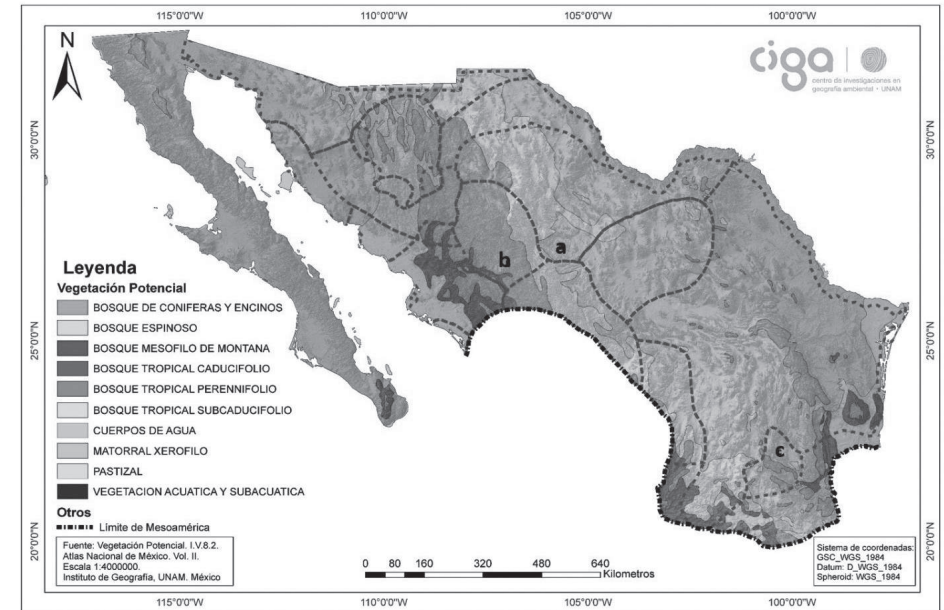 115°0'0"W 110°0'0"W 105°0'0"W 100°0'0"W
N
ciga
centro de investigaciones en
geografía ambiental • UNAM
30°0'0"N
30°0'0"N
a
b
c
25°0'0"N
25°0'0"N
20°0'0"N
20°0'0"N
Leyenda
Vegetación Potencial
BOSQUE DE CONIFERAS Y ENCINOS
BOSQUE ESPINOSO
BOSQUE MESOFILO DE MONTANA
BOSQUE TROPICAL CADUCIFOLIO
BOSQUE TROPICAL PERENNIFOLIO
BOSQUE TROPICAL SUBCADUCIFOLIO
CUERPOS DE AGUA
MATORRAL XEROFILO
PASTIZAL
VEGETACION ACUATICA Y SUBACUATICA
Otros
Límite de Mesoamérica
Fuente: Vegetación Potencial. I.V.8.2.
Atlas Nacional de México. Vol. II.
Escala 1:4000000.
Instituto de Geografía, UNAM. México
0 80 160 320 480 640
Kilometros
Sistema de coordenadas:
GSC_WGS_1984
Datum: D_WGS_1984
Spheroid: WGS_1984
115°0'0"W 110°0'0"W 105°0'0"W 100°0'0"W